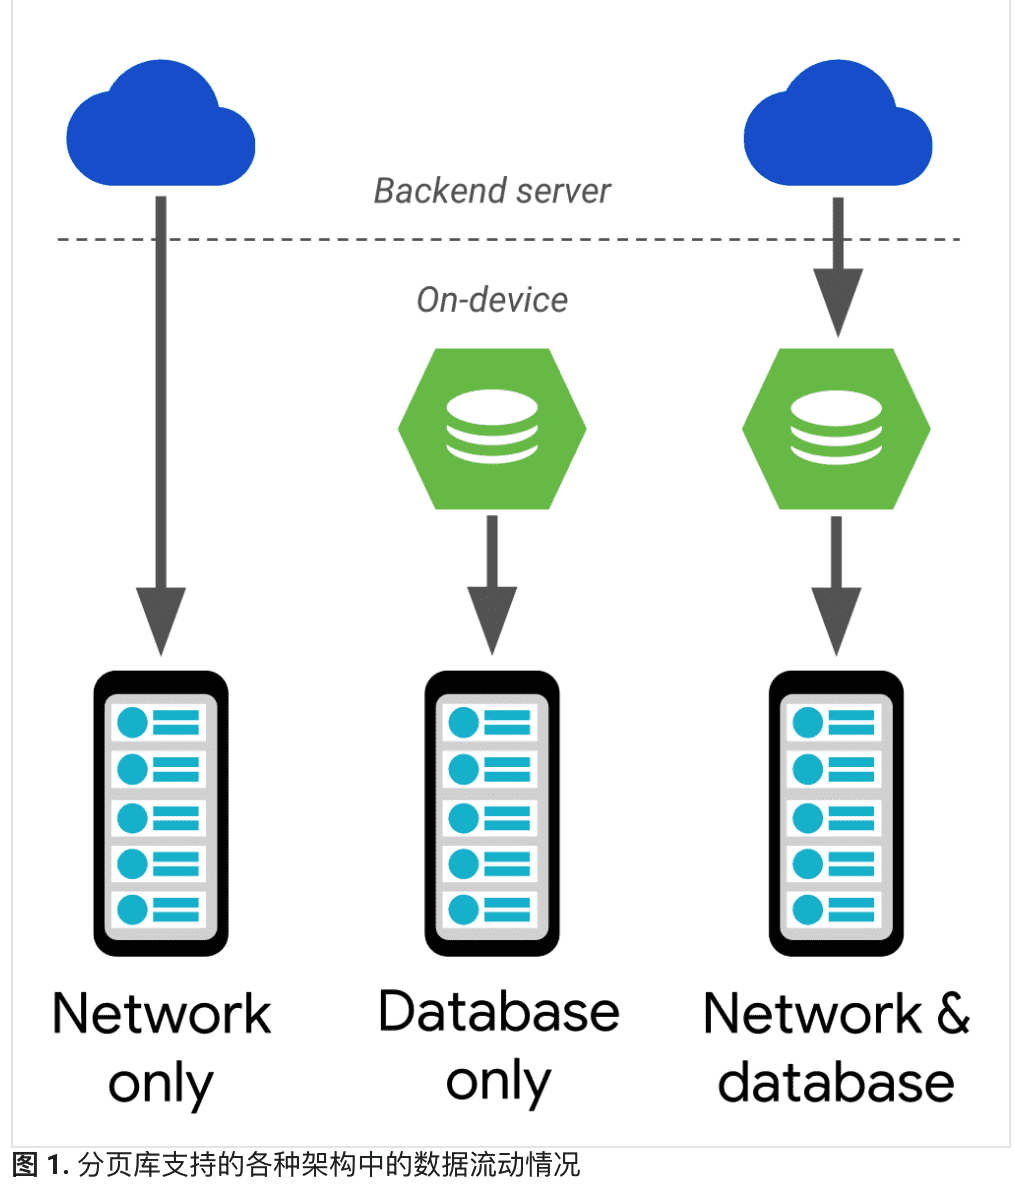 Backend server
On-device
Network
only
Database
only
Network &
database
图 1. 分页库支持的各种架构中的数据流动情况